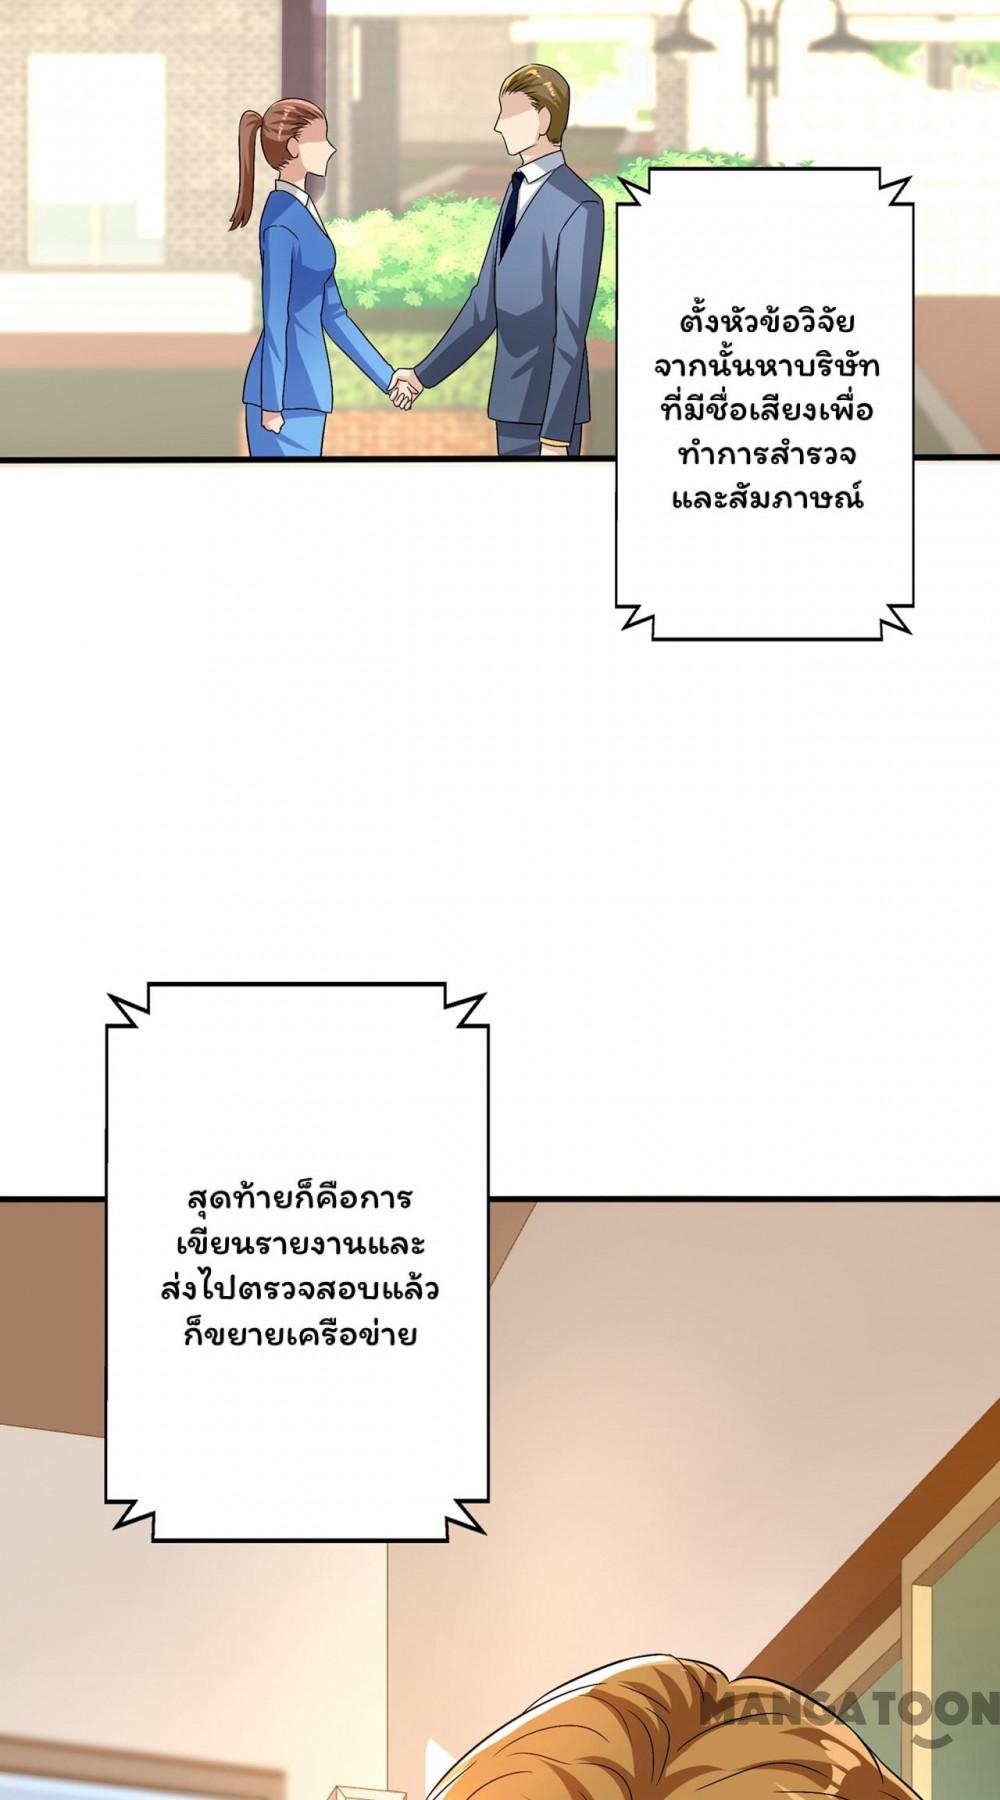 ตั้งหัวข้อวิจัย
จากนั้นหาบริษัท
ที่มีชื่อเสียงเพื่อ
ทำการสำรวจ
และสัมภาษณ์
สุดท้ายก็คือการ
เขียนรายงานและ
ส่งไปตรวจสอบแล้ว
ก็ขยายเครือข่าย
MANGATOON